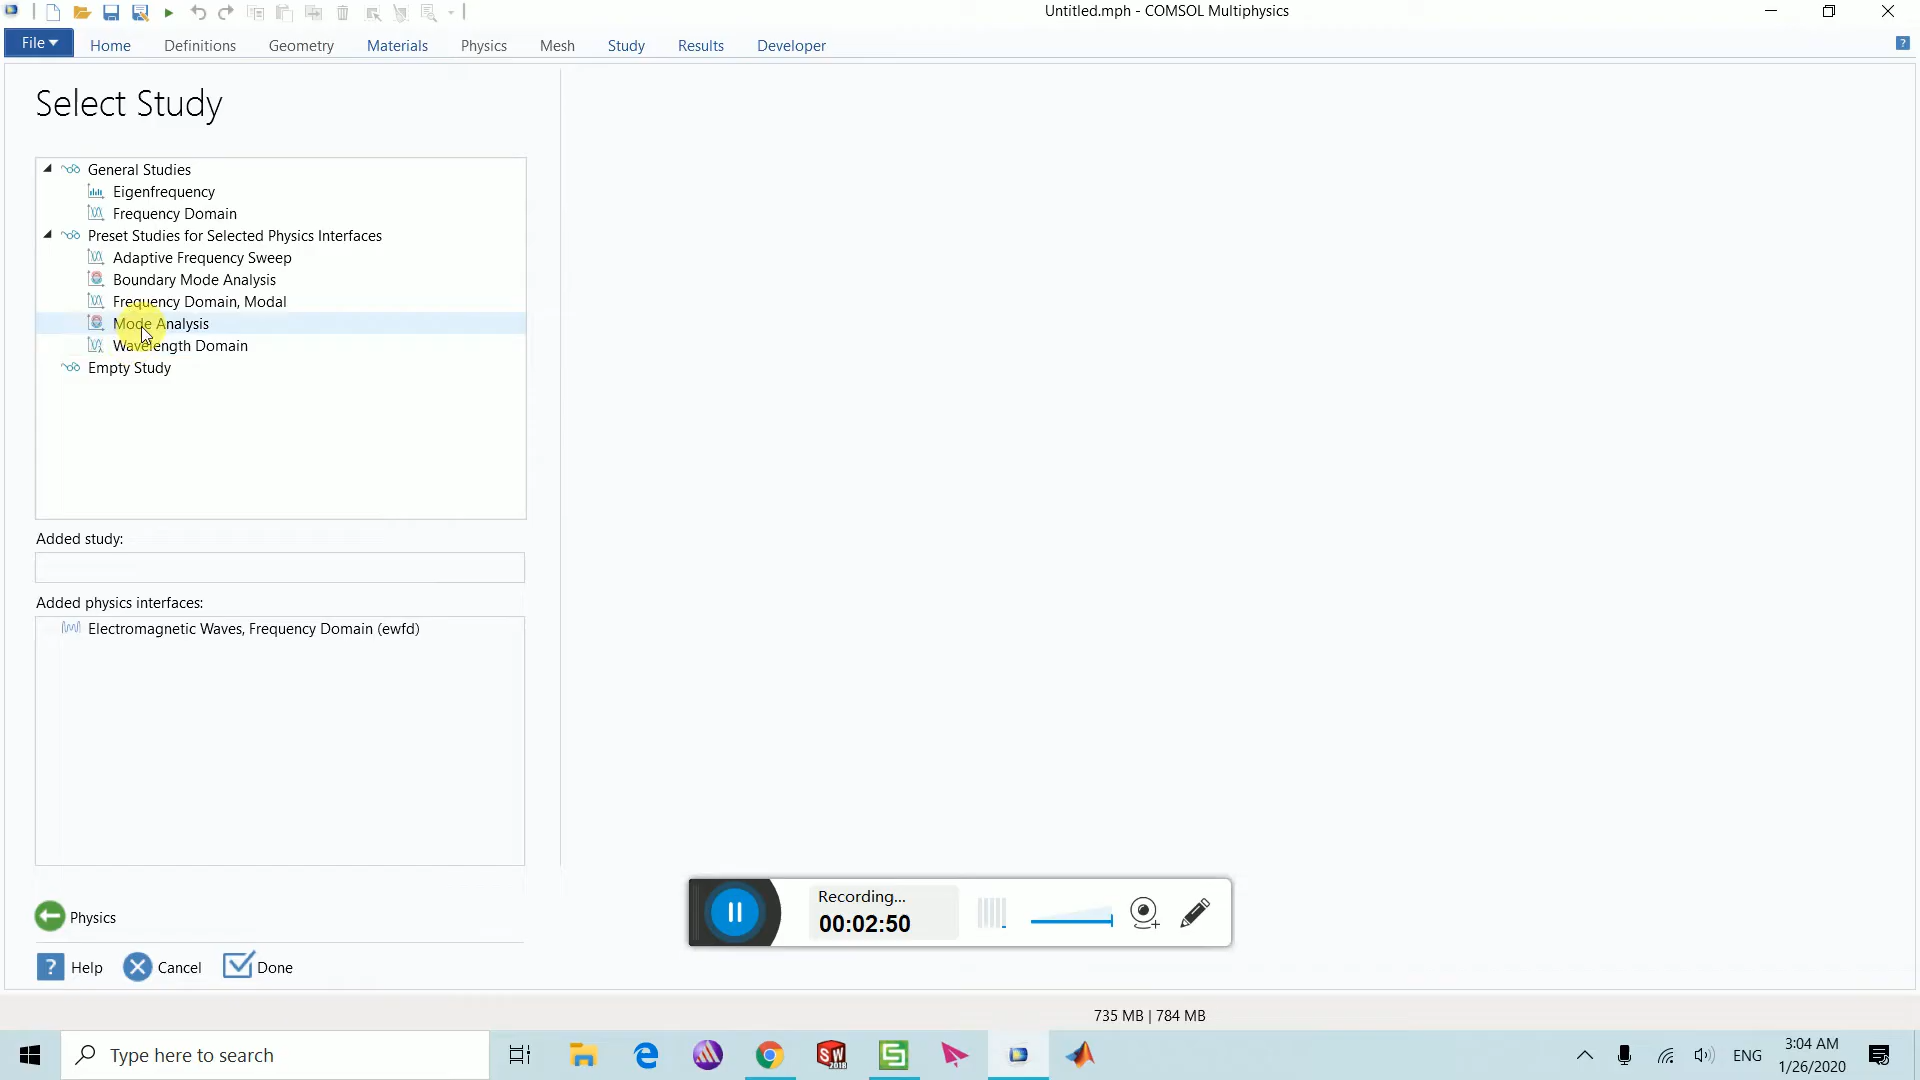 Untitled.mph - COMSOL Multiphysics
File Home Definitions Geometry Materials Physics Mesh Study Results Developer
Select Study
General Studies
Eigenfrequency
Frequency Domain
Preset Studies for Selected Physics Interfaces
Adaptive Frequency Sweep
Boundary Mode Analysis
Frequency Domain, Modal
Mode Analysis
Wavelength Domain
Empty Study
Added study:
Added physics interfaces:
Electromagnetic Waves, Frequency Domain (ewfd)
Recording...
00:02:50
Physics
? Help Cancel Done
735 MB | 784 MB
Type here to search
SW
2018
ENG
3:04 AM
1/26/2020